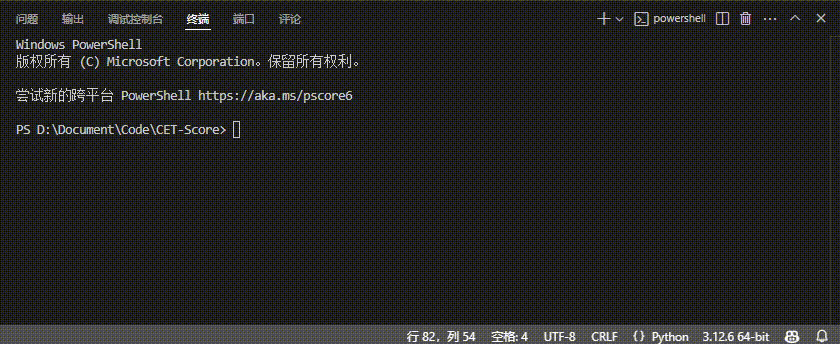 问题 输出 调试控制台 终端 端口 评论 powershell
Windows PowerShell
版权所有 (C) Microsoft Corporation。保留所有权利。
尝试新的跨平台 PowerShell https://aka.ms/pscore6
PS D:\Document\Code\CET-Score>
行 82，列 54 空格: 4 UTF-8 CRLF {} Python 3.12.6 64-bit